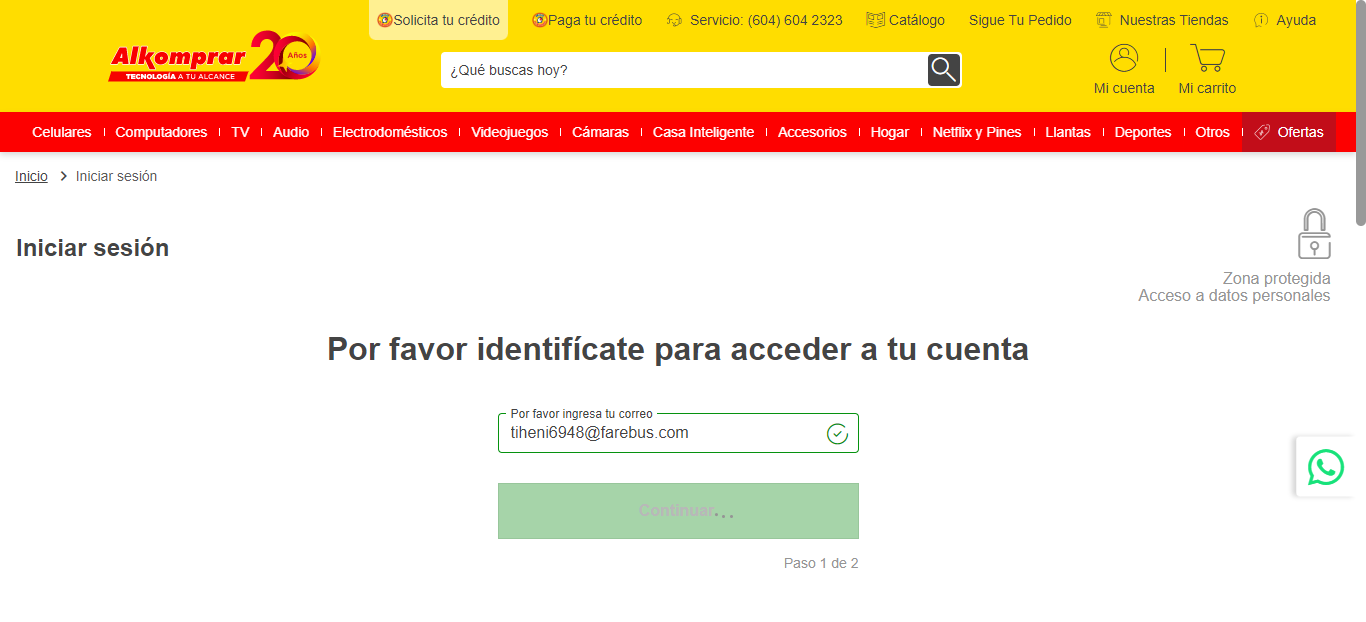 Solicita tu crédito Paga tu crédito Servicio: (604) 604 2323 Catálogo Sigue Tu Pedido Nuestras Tiendas Ayuda
Alkomprar 20 Años
TECNOLOGÍA A TU ALCANCE
¿Qué buscas hoy?
Mi cuenta Mi carrito
Celulares Computadores TV Audio Electrodomésticos Videojuegos Cámaras Casa Inteligente Accesorios Hogar Netflix y Pines Llantas Deportes Otros Ofertas
Inicio Iniciar sesión
Iniciar sesión
Zona protegida
Acceso a datos personales
Por favor identifícate para acceder a tu cuenta
Por favor ingresa tu correo
tiheni6948@farebus.com
Continuar...
Paso 1 de 2